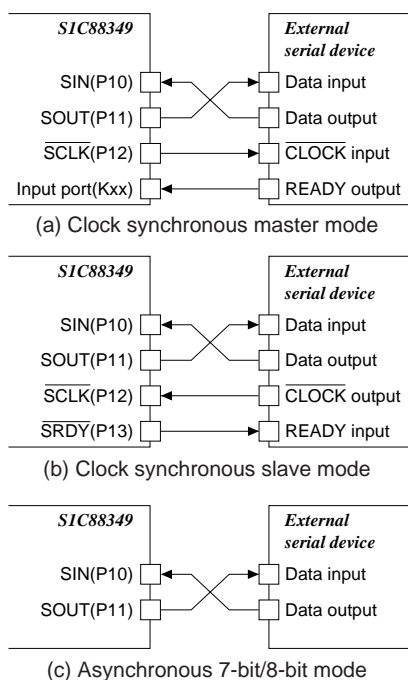 S1C88349 External serial device
SIN(P10) Data input
SOUT(P11) Data output
SCLK(P12) CLOCK input
Input port(Kxx) READY output
(a) Clock synchronous master mode
S1C88349 External serial device
SIN(P10) Data input
SOUT(P11) Data output
SCLK(P12) CLOCK output
SRDY(P13) READY input
(b) Clock synchronous slave mode
S1C88349 External serial device
SIN(P10) Data input
SOUT(P11) Data output
(c) Asynchronous 7-bit/8-bit mode